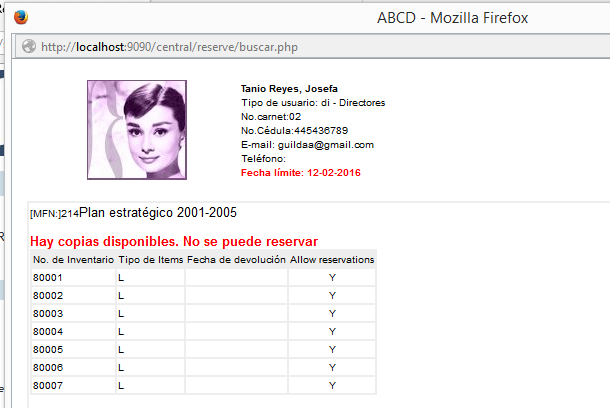 ABCD - Mozilla Firefox
http://localhost:9090/central/reserve/buscar.php
Tanio Reyes, Josefa
Tipo de usuario: di - Directores
No.carnet:02
No.Cédula:445436789
E-mail: guildaa@gmail.com
Teléfono:
Fecha límite: 12-02-2016
[MFN:]214Plan estratégico 2001-2005
Hay copias disponibles. No se puede reservar
No. de Inventario Tipo de Items Fecha de devolución Allow reservations
80001 L Y
80002 L Y
80003 L Y
80004 L Y
80005 L Y
80006 L Y
80007 L Y